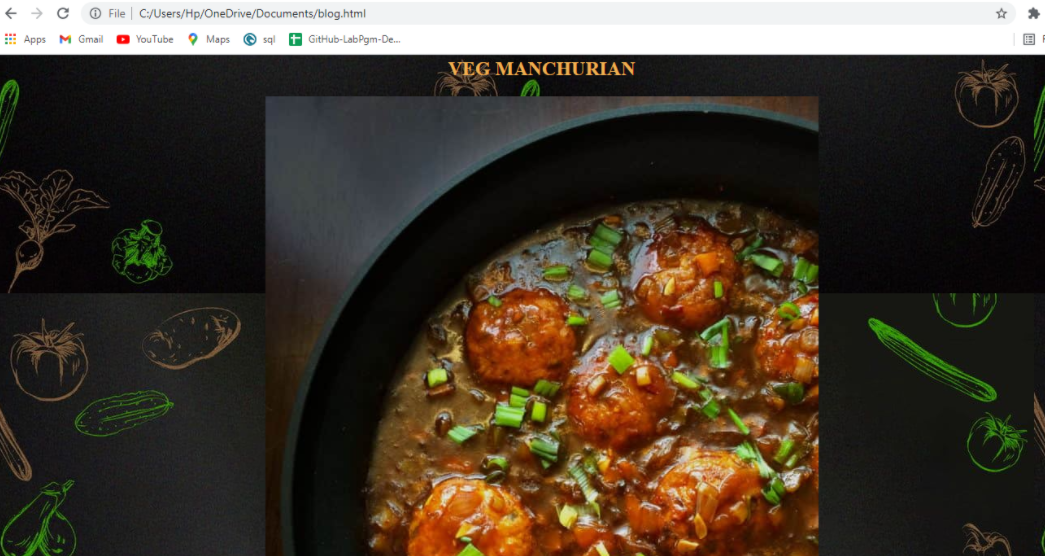 File C:/Users/Hp/OneDrive/Documents/blog.html
Apps Gmail YouTube Maps sql GitHub-LabPgm-De...
VEG MANCHURIAN